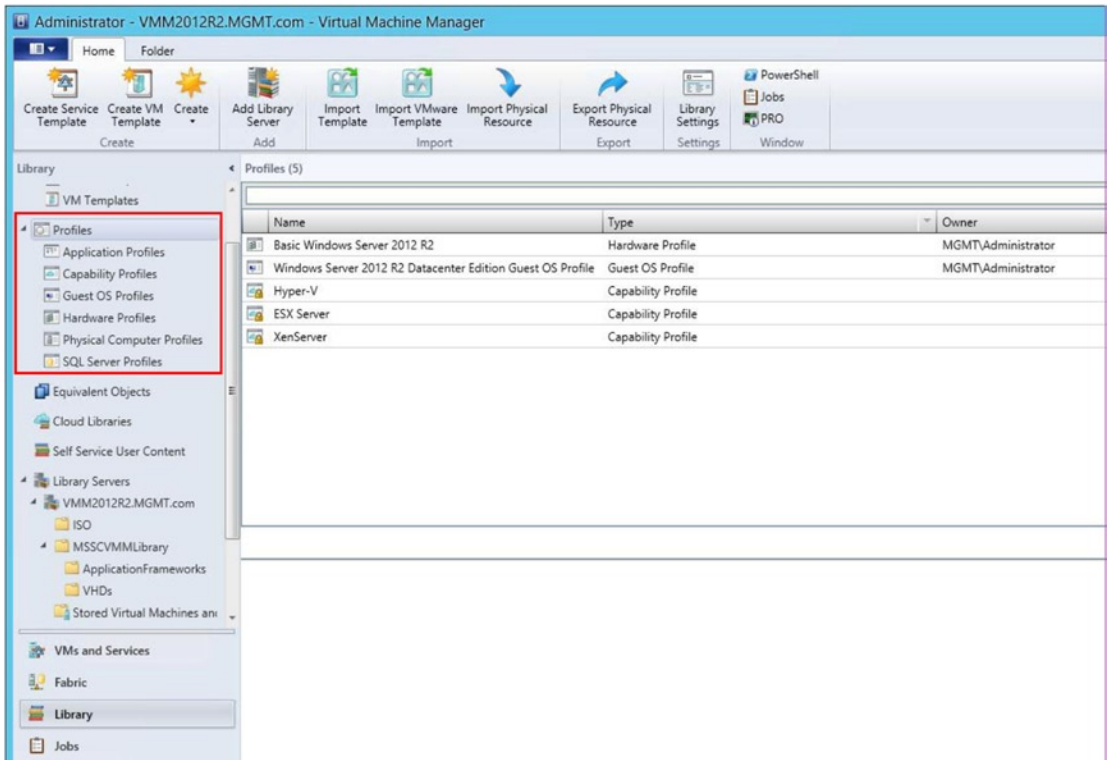 Administrator - VMM2012R2.MGMT.com - Virtual Machine Manager
Home Folder
Create Service Template Create VM Template Create Add Library Server Import Template Import VMware Template Import Physical Resource Export Physical Resource Library Settings PowerShell
Jobs
PRO
Create Add Import Export Settings Window
Library
VM Templates
Profiles
Application Profiles
Capability Profiles
Guest OS Profiles
Hardware Profiles
Physical Computer Profiles
SQL Server Profiles
Equivalent Objects
Cloud Libraries
Self Service User Content
Library Servers
VMM2012R2.MGMT.com
ISO
MSSCVMMLibrary
ApplicationFrameworks
VHDs
Stored Virtual Machines and
VMs and Services
Fabric
Library
Jobs
Profiles (5)
Name Type Owner
Basic Windows Server 2012 R2 Hardware Profile MGMT\Administrator
Windows Server 2012 R2 Datacenter Edition Guest OS Profile Guest OS Profile MGMT\Administrator
Hyper-V Capability Profile
ESX Server Capability Profile
XenServer Capability Profile